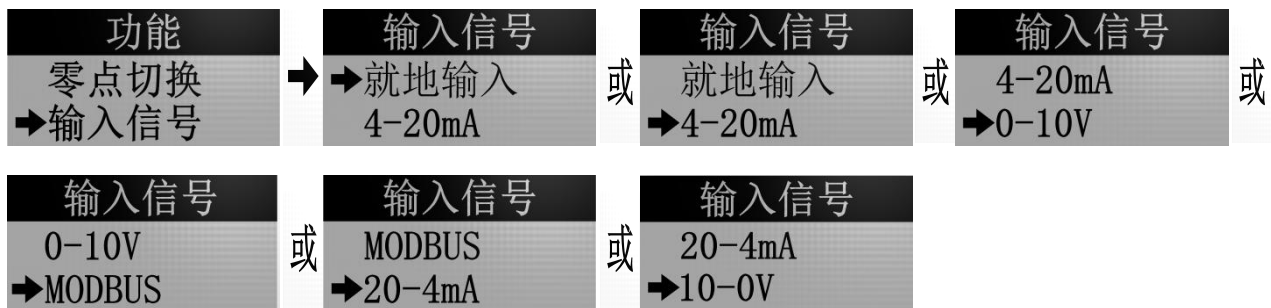 功能
零点切换
➡输入信号
➡
输入信号
➡就地输入
4-20mA
或
输入信号
就地输入
➡4-20mA
或
输入信号
4-20mA
➡0-10V
或
输入信号
0-10V
➡MODBUS
或
输入信号
MODBUS
➡20-4mA
或
输入信号
20-4mA
➡10-0V